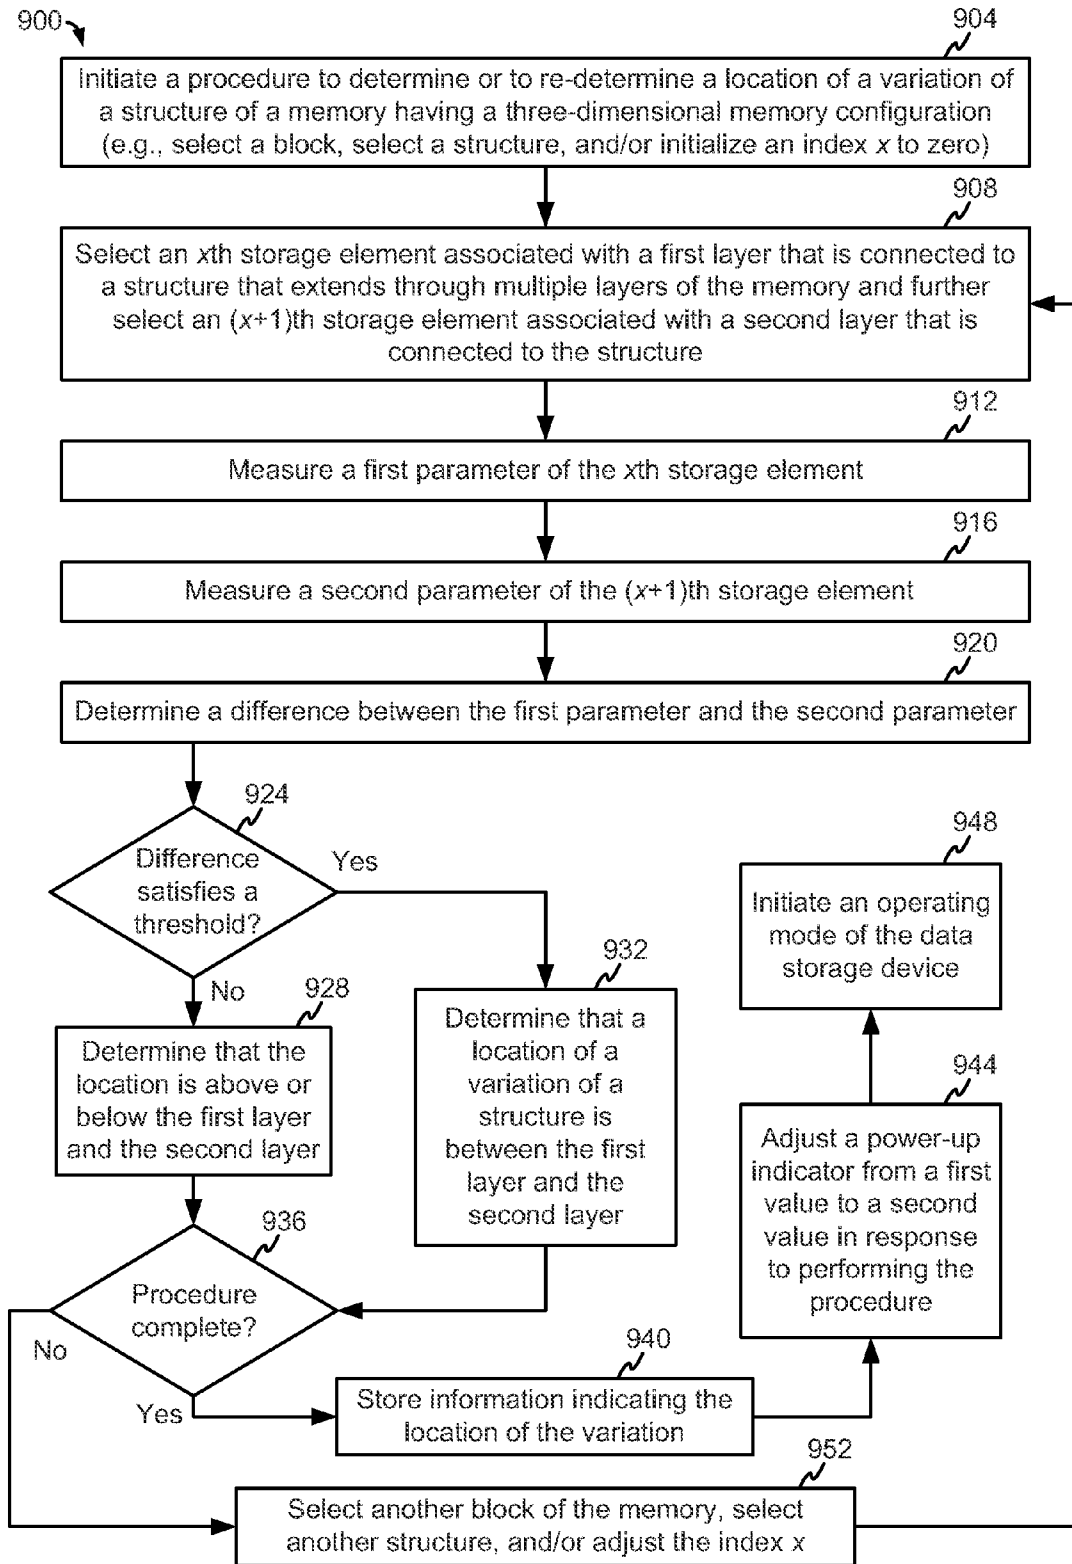 900
904
Initiate a procedure to determine or to re-determine a location of a variation of
a structure of a memory having a three-dimensional memory configuration
(e.g., select a block, select a structure, and/or initialize an index x to zero)
908
Select an xth storage element associated with a first layer that is connected to
a structure that extends through multiple layers of the memory and further
select an (x+1)th storage element associated with a second layer that is
connected to the structure
912
Measure a first parameter of the xth storage element
916
Measure a second parameter of the (x+1)th storage element
920
Determine a difference between the first parameter and the second parameter
924
Difference
satisfies a
threshold?
Yes
No
928
Determine that the
location is above or
below the first layer
and the second layer
932
Determine that a
location of a
variation of a
structure is
between the first
layer and the
second layer
936
Procedure
complete?
No
Yes
940
Store information indicating the
location of the variation
944
Adjust a power-up
indicator from a first
value to a second
value in response
to performing the
procedure
948
Initiate an operating
mode of the data
storage device
952
Select another block of the memory, select
another structure, and/or adjust the index x